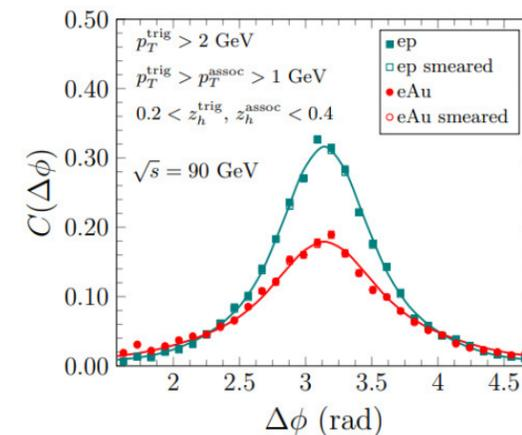 0.50
0.40
0.30
0.20
0.10
0.00
C(Δϕ)
p_T^trig > 2 GeV
p_T^trig > p_T^assoc > 1 GeV
0.2 < z_h^trig, z_h^assoc < 0.4
√s = 90 GeV
ep
ep smeared
eAu
eAu smeared
2 2.5 3 3.5 4 4.5
Δϕ (rad)